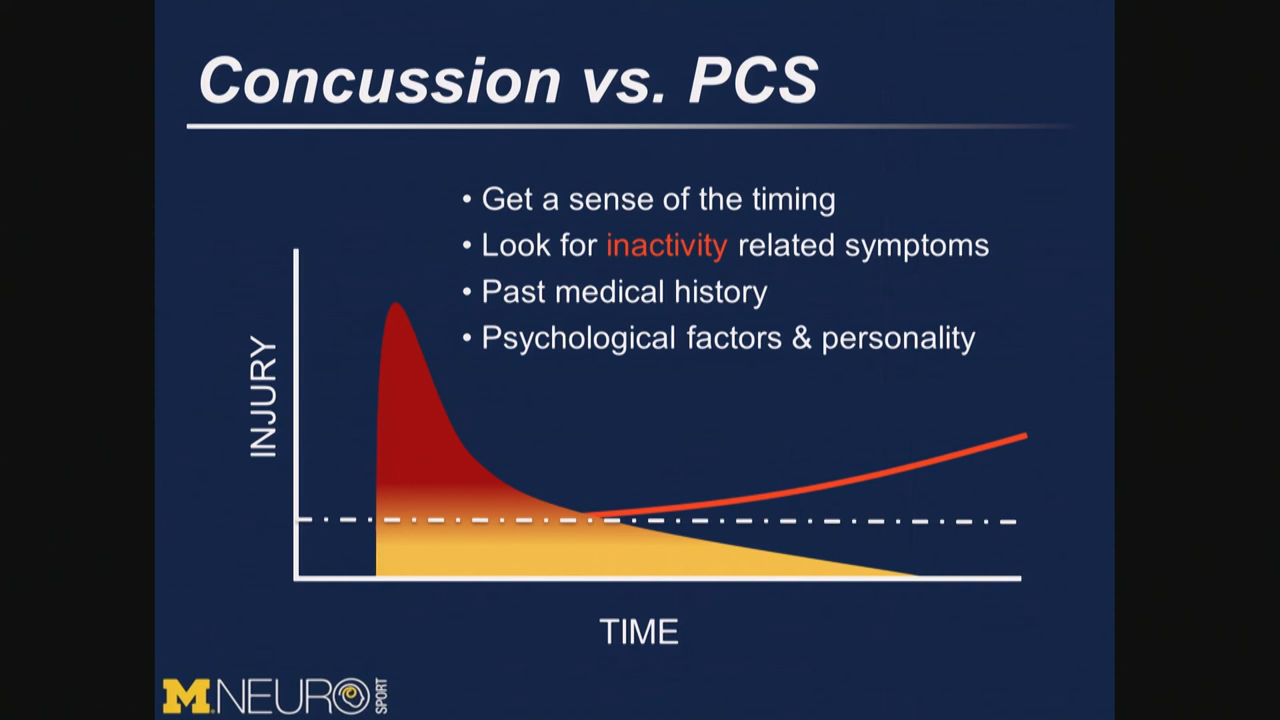 Concussion vs. PCS
• Get a sense of the timing
• Look for inactivity related symptoms
• Past medical history
• Psychological factors & personality
INJURY
TIME
M NEURO SPORT